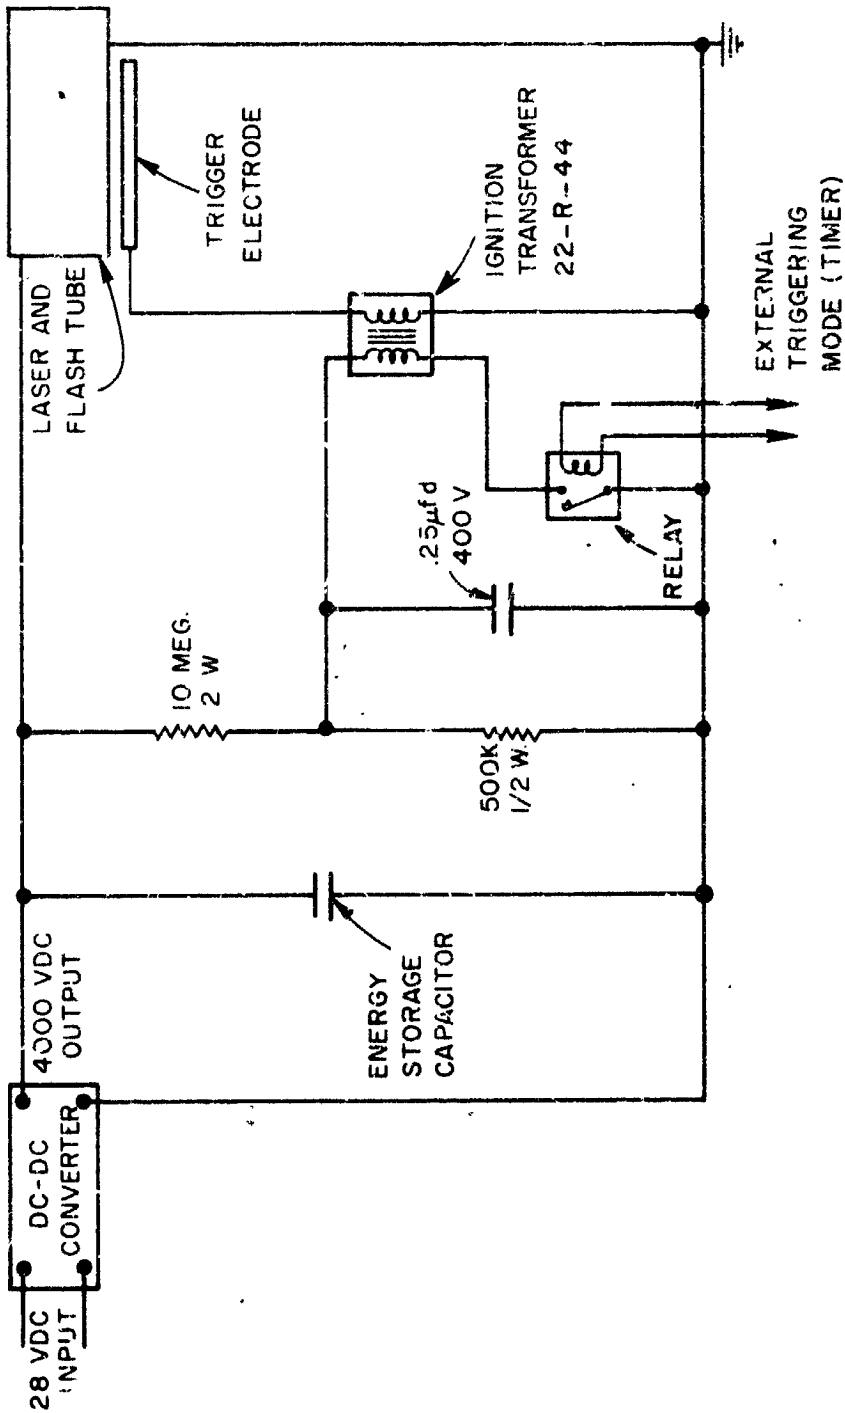 28 VDC
INPUT
DC-DC
CONVERTER
4000 VDC
OUTPUT
ENERGY
STORAGE
CAPACITOR
10 MEG.
2 W
500K
1/2 W.
.25µfd
400 V
RELAY
LASER AND
FLASH TUBE
TRIGGER
ELECTRODE
IGNITION
TRANSFORMER
22-R-44
EXTERNAL
TRIGGERING
MODE (TIMER)